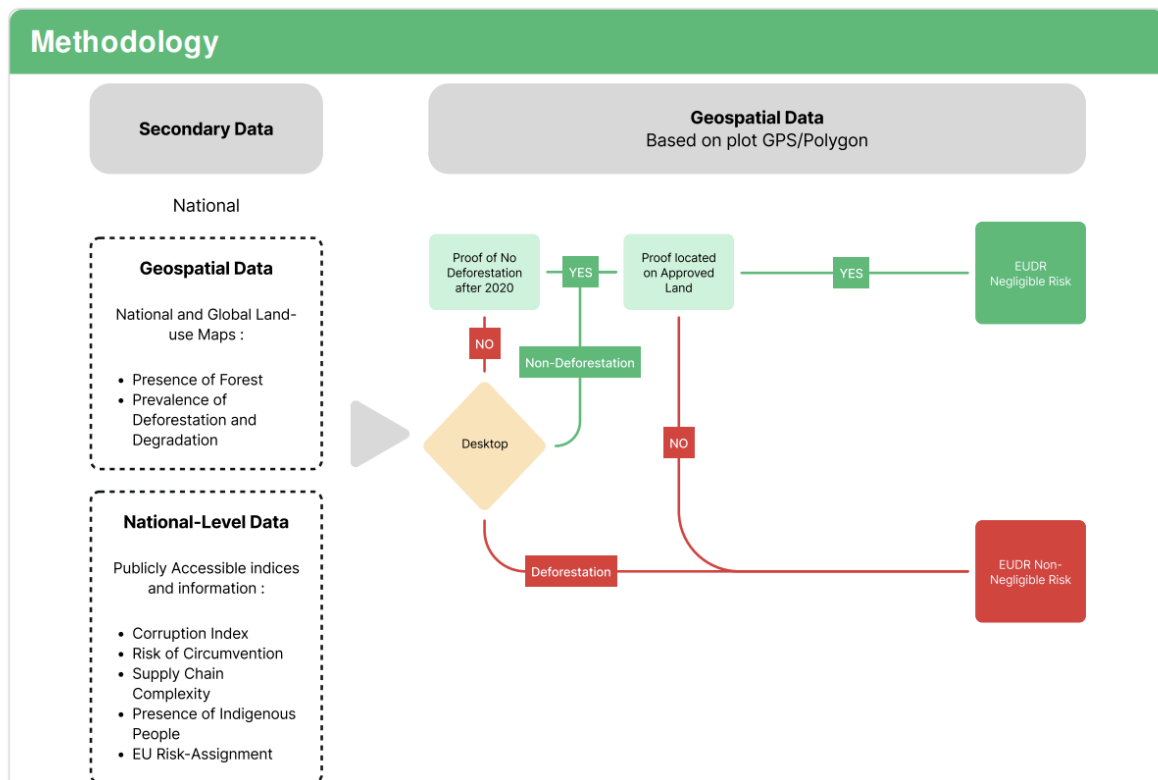 Methodology
Secondary Data
Geospatial Data
Based on plot GPS/Polygon
National
Geospatial Data
National and Global Land-
use Maps :
• Presence of Forest
• Prevalence of
Deforestation and
Degradation
National-Level Data
Publicly Accessible indices
and information :
• Corruption Index
• Risk of Circumvention
• Supply Chain
Complexity
• Presence of Indigenous
People
• EU Risk-Assignment
Proof of No
Deforestation
after 2020
YES
Proof located
on Approved
Land
YES
EUDR
Negligible Risk
NO
Non-Deforestation
Desktop
NO
Deforestation
EUDR Non-
Negligible Risk